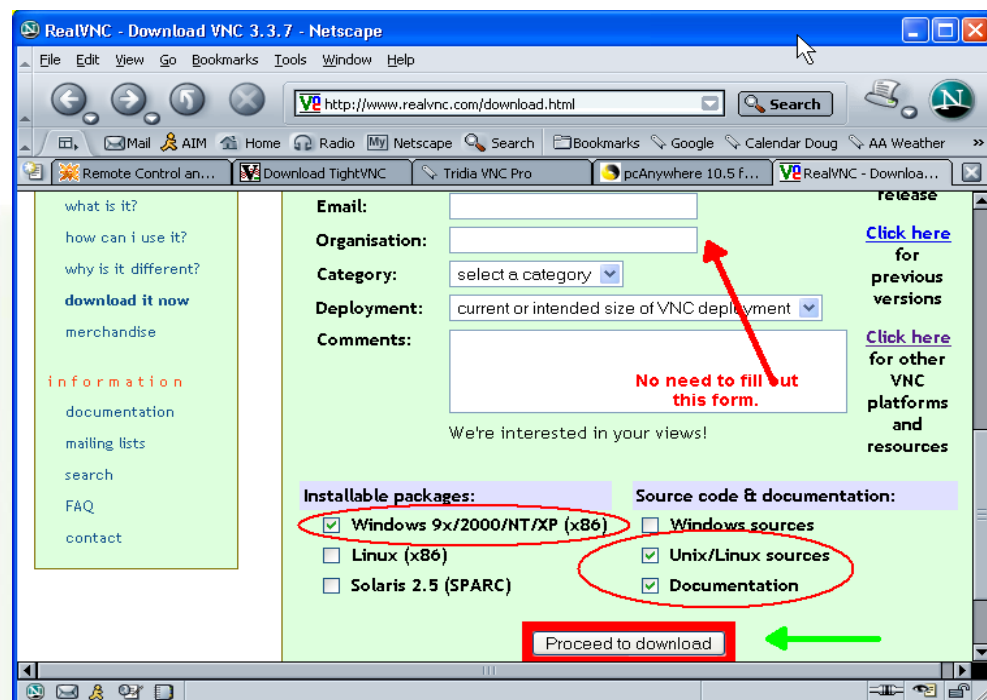 RealVNC - Download VNC 3.3.7 - Netscape
File Edit View Go Bookmarks Tools Window Help
http://www.realvnc.com/download.html Search
Mail AIM Home Radio My Netscape Search Bookmarks Google Calendar Doug AA Weather »
Remote Control an... Download TightVNC Tridia VNC Pro pcAnywhere 10.5 f... RealVNC - Downloa...
what is it?
how can i use it?
why is it different?
download it now
merchandise
information
documentation
mailing lists
search
FAQ
contact
Email:
Organisation:
Category: select a category
Deployment: current or intended size of VNC deployment
Comments:
No need to fill out
this form.
We're interested in your views!
release
Click here
for
previous
versions
Click here
for other
VNC
platforms
and
resources
Installable packages:
Windows 9x/2000/NT/XP (x86)
Linux (x86)
Solaris 2.5 (SPARC)
Source code & documentation:
Windows sources
Unix/Linux sources
Documentation
Proceed to download